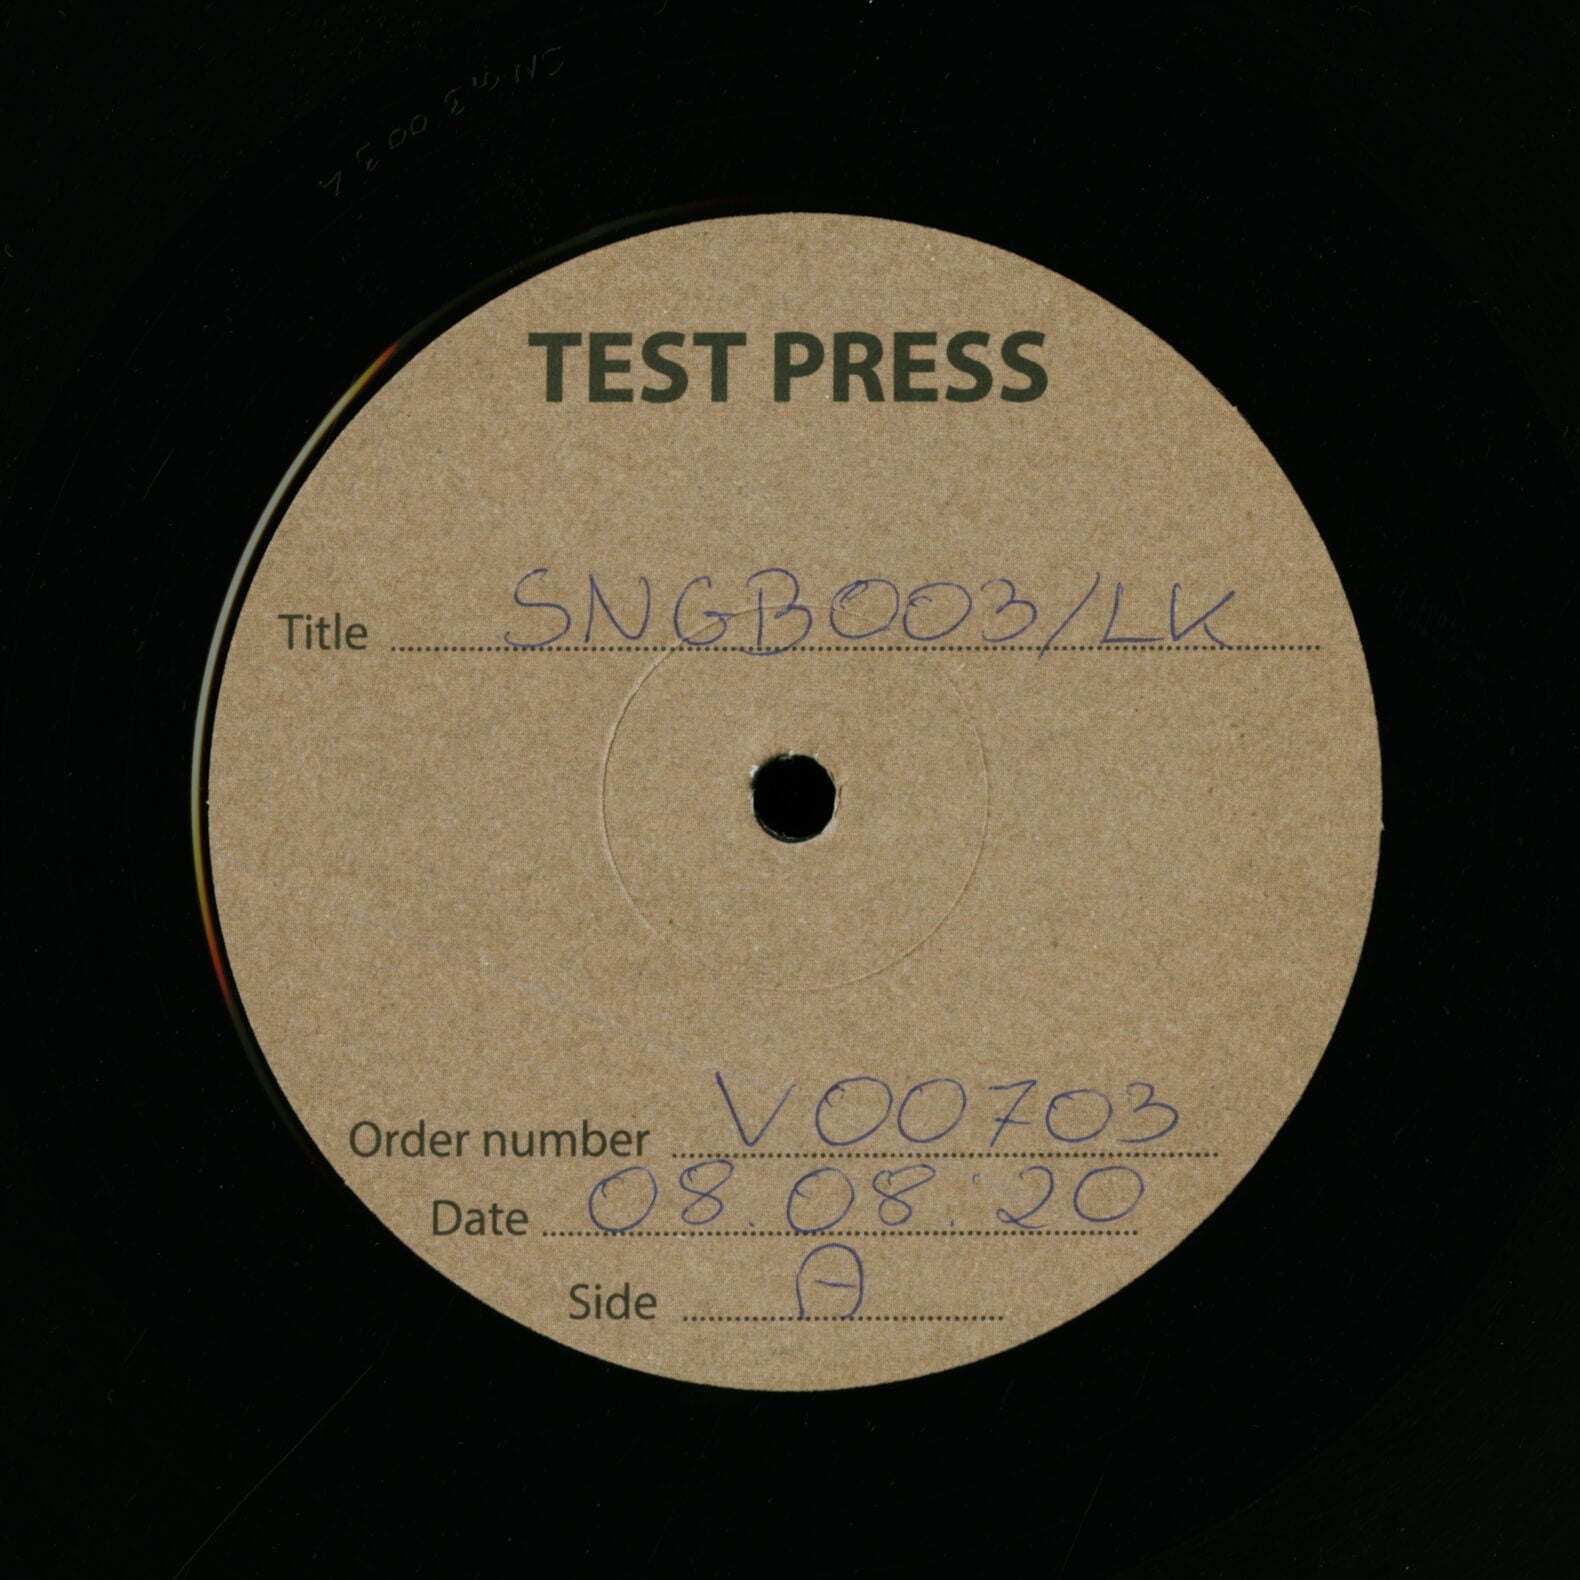 TEST PRESS
Title SNGB003/LK
Order number V00703
Date 08.08.20
Side A